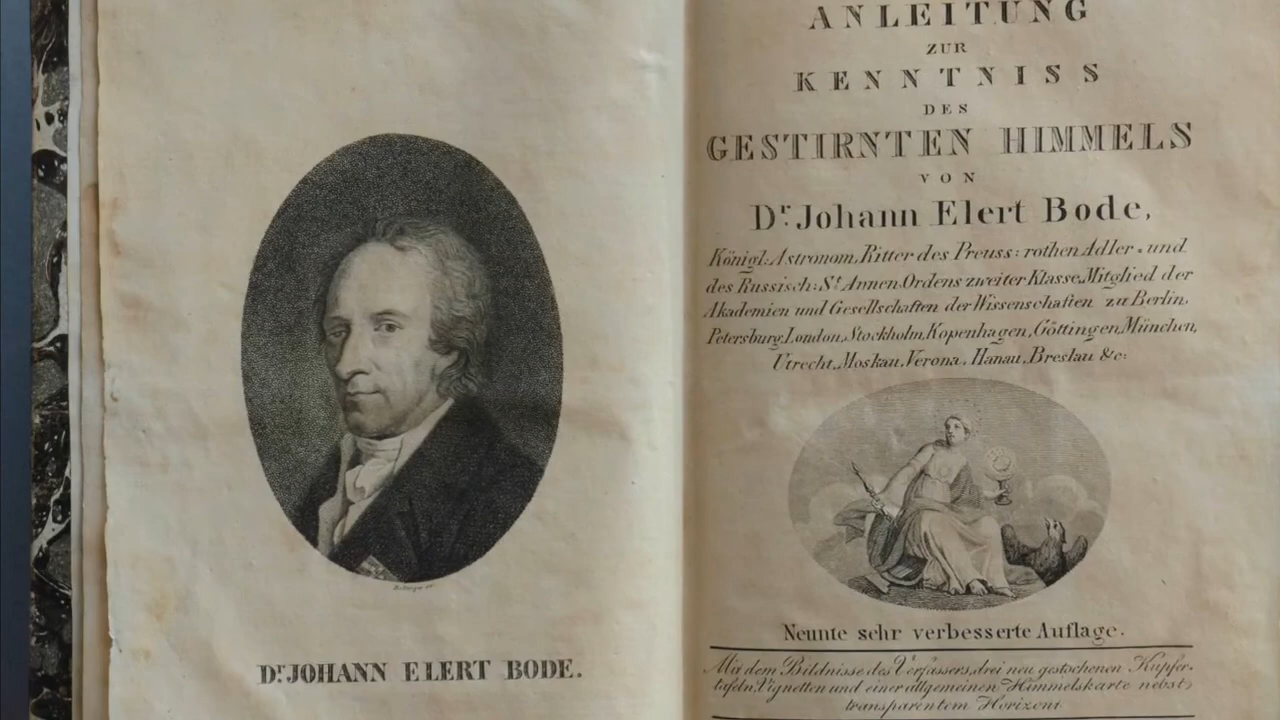 Dr. JOHANN ELERT BODE.
ANLEITUNG
ZUR
KENNTNISS
DES
GESTIRNTEN HIMMELS
VON
Dr. Johann Elert Bode,
Königl. Astronom, Ritter des Preuss: rothen Adler- und
des Russisch: St. Annen Ordens zweiter Klasse, Mitglied der
Akademien und Gesellschaften der Wissenschaften zu Berlin,
Petersburg, London, Stockholm, Kopenhagen, Göttingen, München,
Utrecht, Moskau, Verona, Hanau, Breslau &c:
Neunte sehr verbesserte Auflage.
Mit dem Bildnisse des Verfassers, drei neu gestochenen Kupfer-
tafeln, Vignetten und einer allgemeinen Himmelskarte nebst
transparentem Horizont